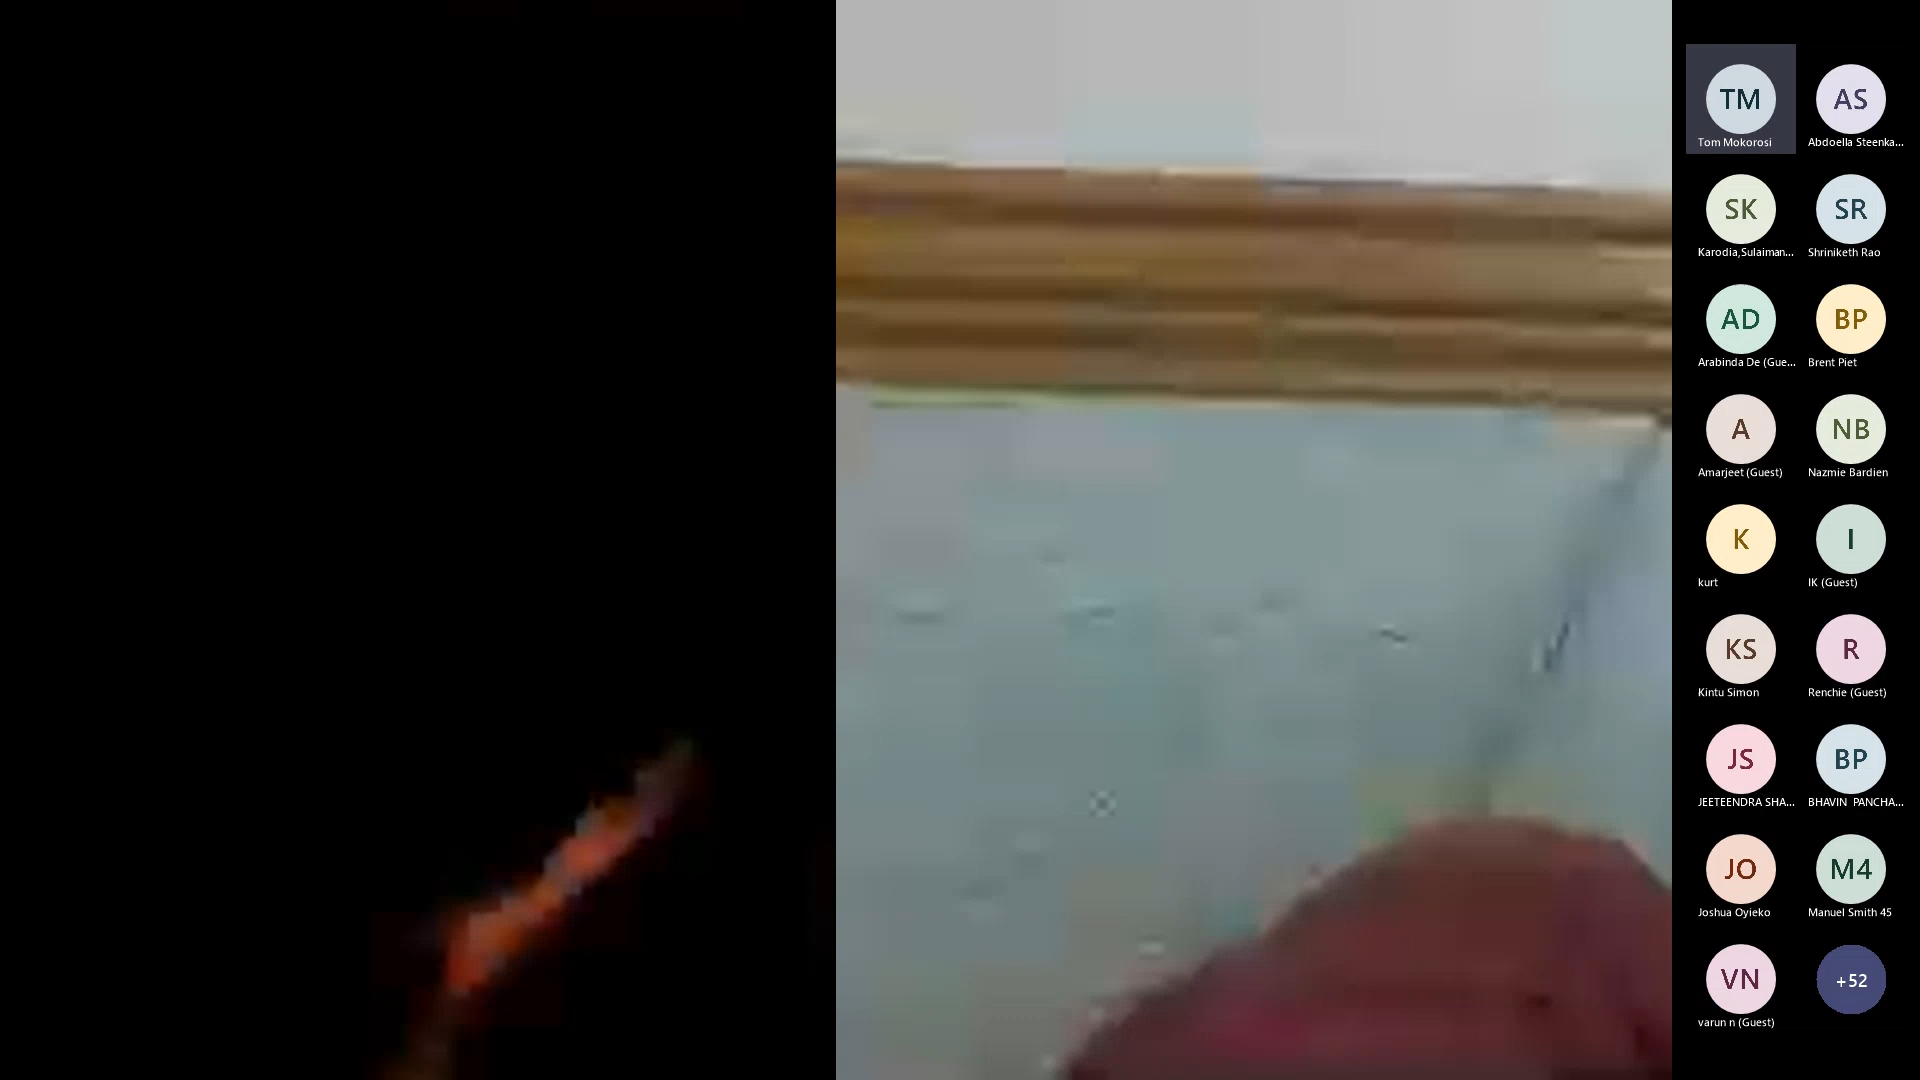 TM AS
Tom Mokorosi Abdoella Steenka...
SK SR
Karodia,Sulaiman... Shriniketh Rao
AD BP
Arabinda De (Gue... Brent Piet
A NB
Amarjeet (Guest) Nazmie Bardien
K I
kurt IK (Guest)
KS R
Kintu Simon Renchie (Guest)
JS BP
JEETEENDRA SHA... BHAVIN PANCHA...
JO M4
Joshua Oyieko Manuel Smith 45
VN +52
varun n (Guest)